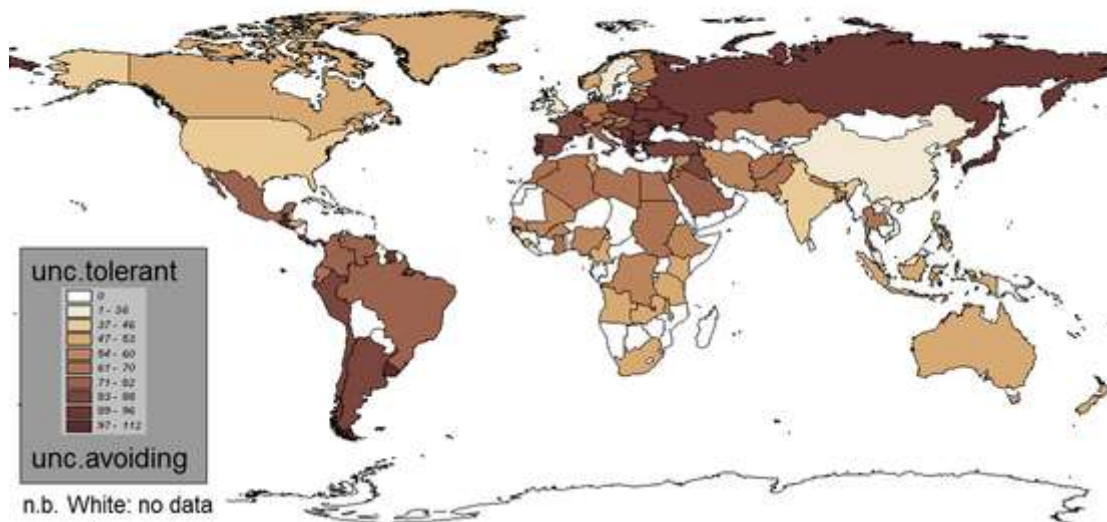 unc.tolerant
0
1 - 36
37 - 46
47 - 53
54 - 60
61 - 70
71 - 82
83 - 88
89 - 96
97 - 112
unc.avoiding
n.b. White: no data